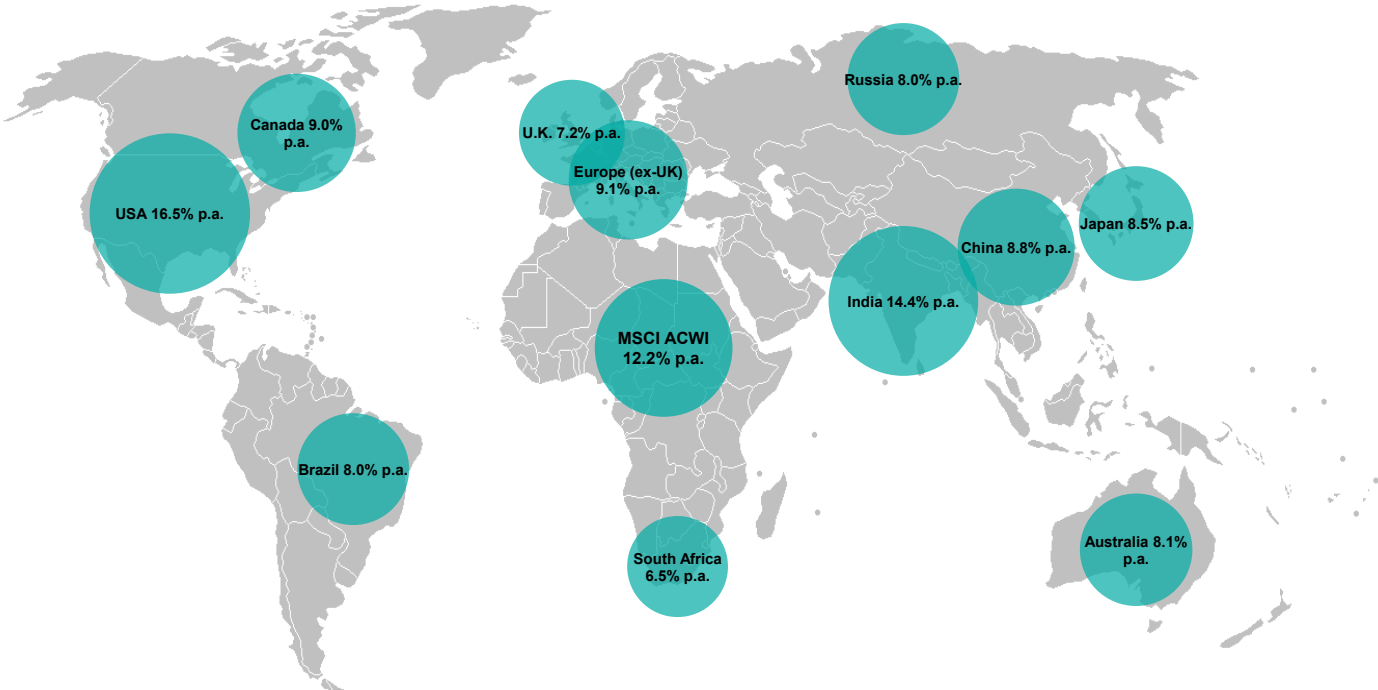 Russia 8.0% p.a.
Canada 9.0%
p.a.
U.K. 7.2% p.a.
Europe (ex-UK)
9.1% p.a.
USA 16.5% p.a.
Japan 8.5% p.a.
China 8.8% p.a.
India 14.4% p.a.
MSCI ACWI
12.2% p.a.
Brazil 8.0% p.a.
South Africa
6.5% p.a.
Australia 8.1%
p.a.